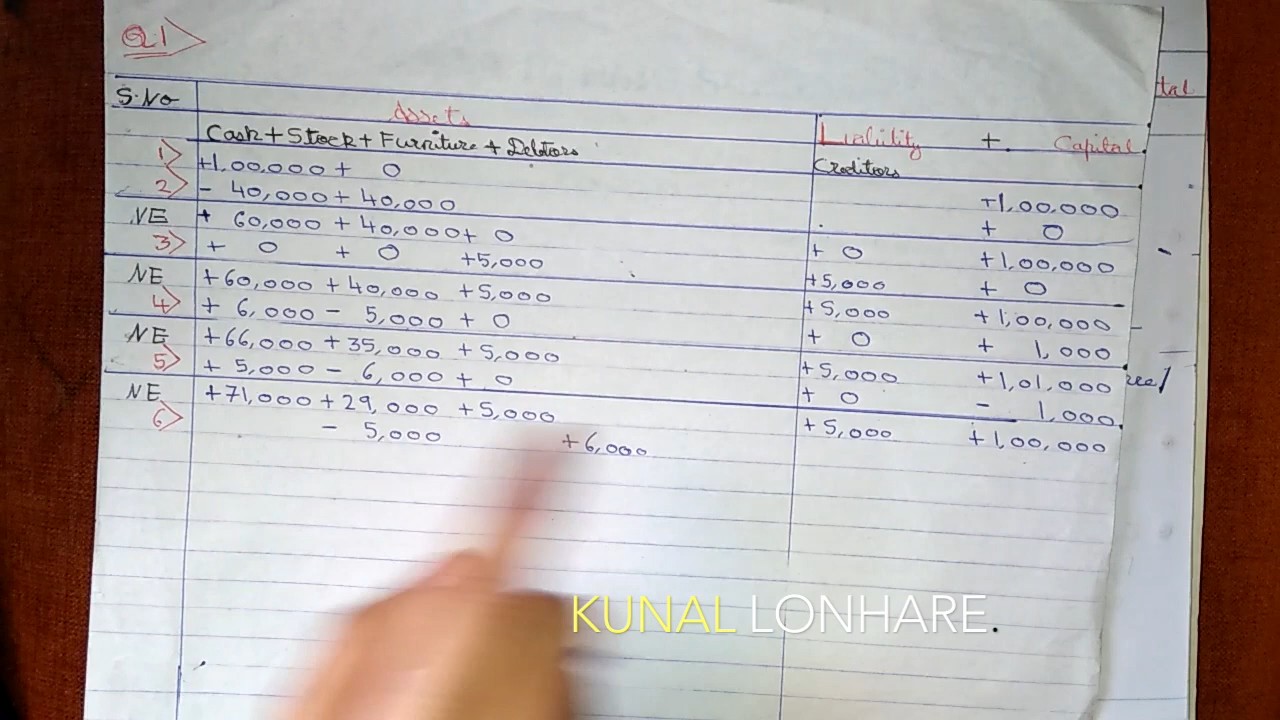 Q.1
S.No Assets Liability + Capital
Cash + Stock + Furniture + Debtors Creditors
1> +1,00,000 + 0 +1,00,000
2> - 40,000 + 40,000 + 0
NE + 60,000 + 40,000 + 0 + 0 +1,00,000
3> + 0 + 0 +5,000 +5,000 + 0
NE +60,000 +40,000 +5,000 +5,000 +1,00,000
4> + 6,000 - 5,000 + 0 + 0 + 1,000
NE +66,000 +35,000 +5,000 +5,000 +1,01,000
5> + 5,000 - 6,000 + 0 + 0 - 1,000
NE +71,000 +29,000 +5,000 +5,000 +1,00,000
6> - 5,000 +6,000
tal
KUNAL LONHARE.